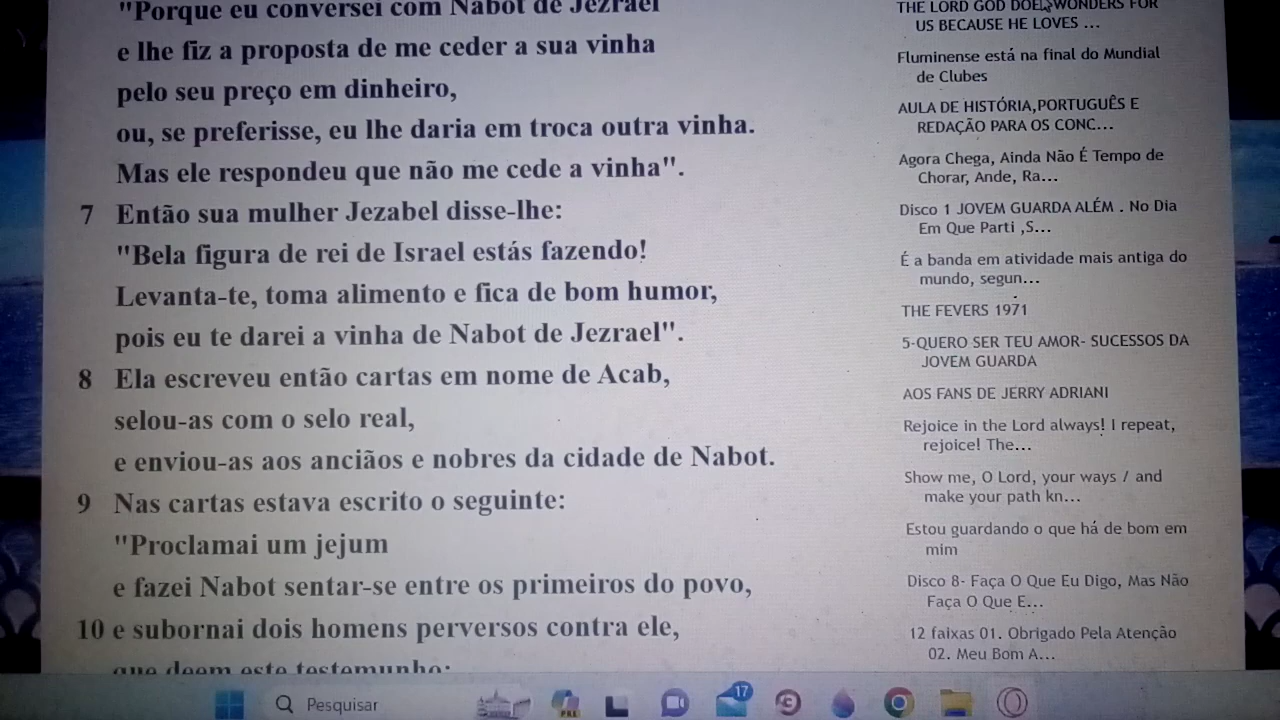 "Porque eu conversei com Nabot de Jezrael
e lhe fiz a proposta de me ceder a sua vinha
pelo seu preço em dinheiro,
ou, se preferisse, eu lhe daria em troca outra vinha.
Mas ele respondeu que não me cede a vinha".
7 Então sua mulher Jezabel disse-lhe:
"Bela figura de rei de Israel estás fazendo!
Levanta-te, toma alimento e fica de bom humor,
pois eu te darei a vinha de Nabot de Jezrael".
8 Ela escreveu então cartas em nome de Acab,
selou-as com o selo real,
e enviou-as aos anciãos e nobres da cidade de Nabot.
9 Nas cartas estava escrito o seguinte:
"Proclamai um jejum
e fazei Nabot sentar-se entre os primeiros do povo,
10 e subornai dois homens perversos contra ele,
que deem este testemunho:
THE LORD GOD DOES WONDERS FOR
US BECAUSE HE LOVES ...
Fluminense está na final do Mundial
de Clubes
AULA DE HISTÓRIA,PORTUGUÊS E
REDAÇÃO PARA OS CONC...
Agora Chega, Ainda Não É Tempo de
Chorar, Ande, Ra...
Disco 1 JOVEM GUARDA ALÉM . No Dia
Em Que Parti ,S...
É a banda em atividade mais antiga do
mundo, segun...
THE FEVERS 1971
5-QUERO SER TEU AMOR- SUCESSOS DA
JOVEM GUARDA
AOS FANS DE JERRY ADRIANI
Rejoice in the Lord always! I repeat,
rejoice! The...
Show me, O Lord, your ways / and
make your path kn...
Estou guardando o que há de bom em
mim
Disco 8- Faça O Que Eu Digo, Mas Não
Faça O Que E...
12 faixas 01. Obrigado Pela Atenção
02. Meu Bom A...
Pesquisar
PRE
17